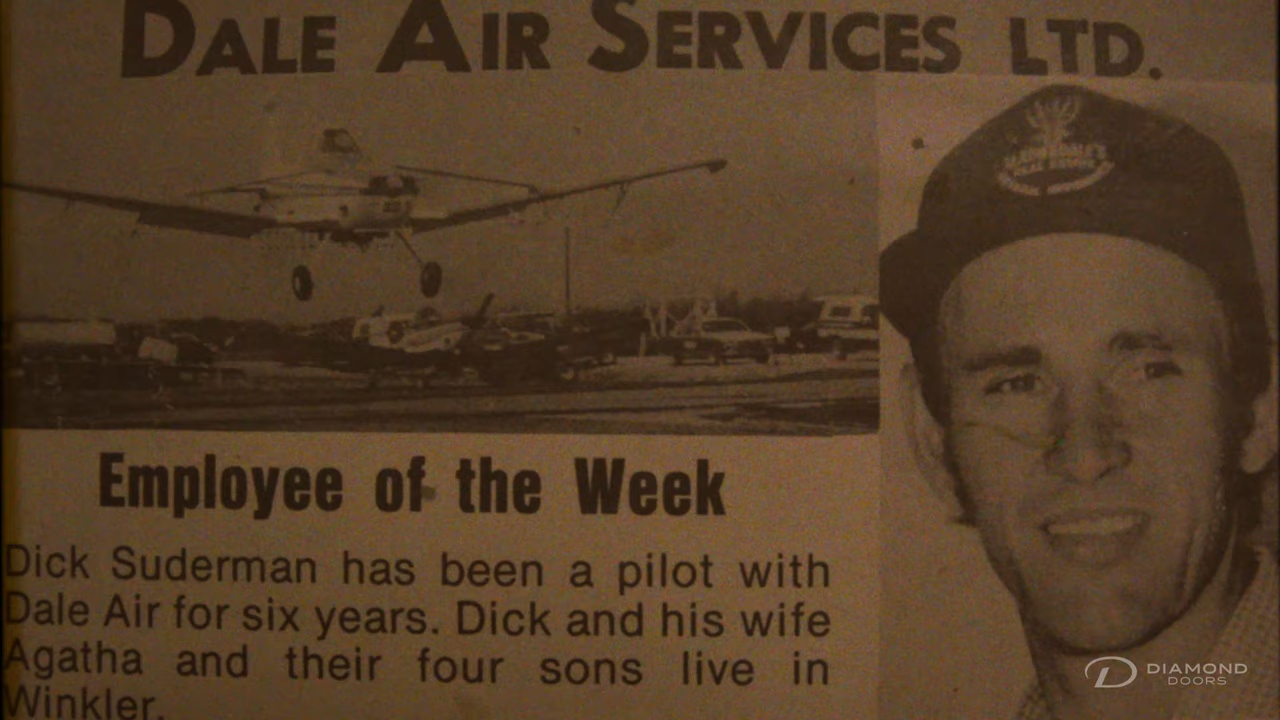 DALE AIR SERVICES LTD.
Employee of the Week
Dick Suderman has been a pilot with
Dale Air for six years. Dick and his wife
Agatha and their four sons live in
Winkler.
DIAMOND
DOORS